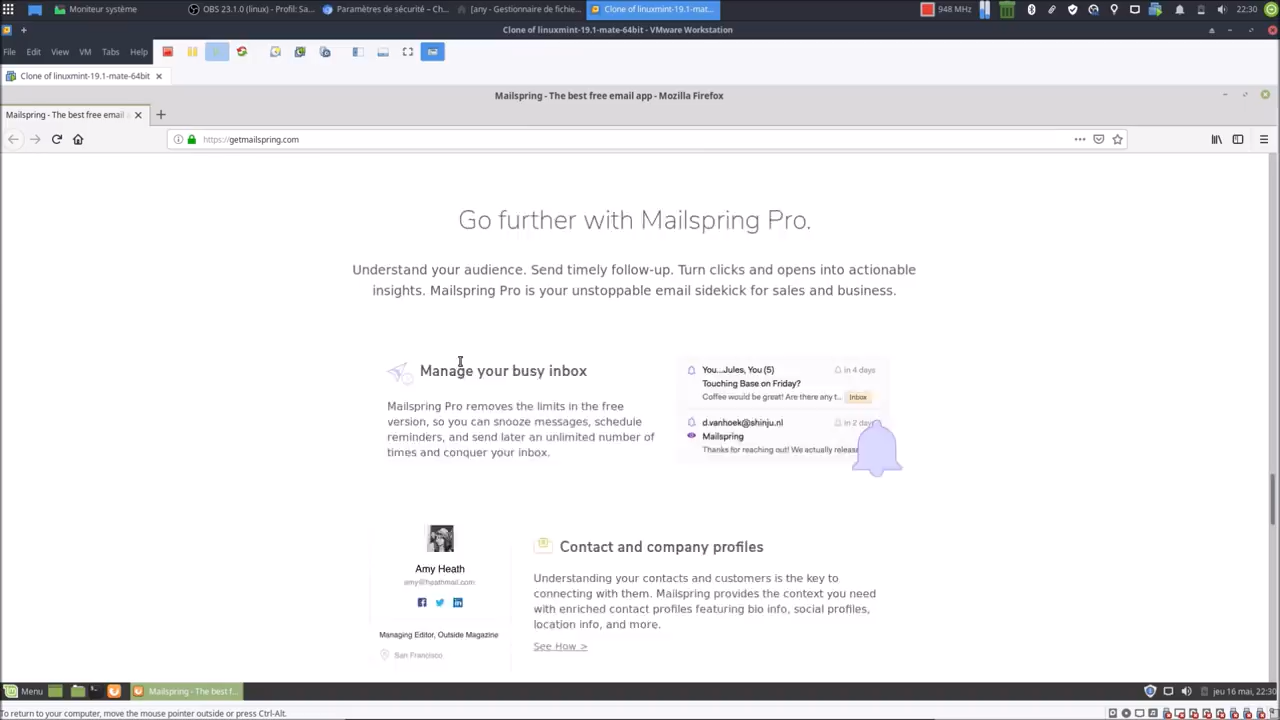 Moniteur système
OBS 23.1.0 (linux) - Profil: Sa...
Paramètres de sécurité – Ch...
[any - Gestionnaire de fichie...
Clone of linuxmint-19.1-mat...
948 MHz
22:30
Clone of linuxmint-19.1-mate-64bit - VMware Workstation
File Edit View VM Tabs Help
Clone of linuxmint-19.1-mate-64bit
Mailspring - The best free email app - Mozilla Firefox
Mailspring - The best free email a
https://getmailspring.com
Go further with Mailspring Pro.
Understand your audience. Send timely follow-up. Turn clicks and opens into actionable
insights. Mailspring Pro is your unstoppable email sidekick for sales and business.
Manage your busy inbox
Mailspring Pro removes the limits in the free
version, so you can snooze messages, schedule
reminders, and send later an unlimited number of
times and conquer your inbox.
You...Jules, You (5)
in 4 days
Touching Base on Friday?
Coffee would be great! Are there any t...
Inbox
d.vanhoek@shinju.nl
in 2 days
Mailspring
Thanks for reaching out! We actually releas
Amy Heath
amy@heathmail.com
Managing Editor, Outside Magazine
San Francisco
Contact and company profiles
Understanding your contacts and customers is the key to
connecting with them. Mailspring provides the context you need
with enriched contact profiles featuring bio info, social profiles,
location info, and more.
See How >
Menu
Mailspring - The best f...
jeu 16 mai, 22:30
To return to your computer, move the mouse pointer outside or press Ctrl-Alt.